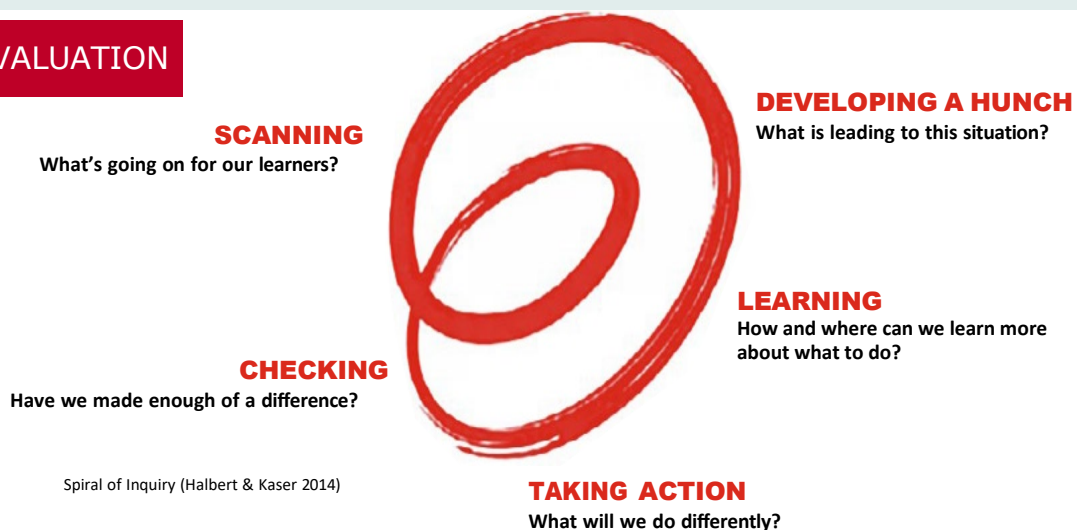 VALUATION
SCANNING
What's going on for our learners?
DEVELOPING A HUNCH
What is leading to this situation?
LEARNING
How and where can we learn more
about what to do?
CHECKING
Have we made enough of a difference?
TAKING ACTION
What will we do differently?
Spiral of Inquiry (Halbert & Kaser 2014)